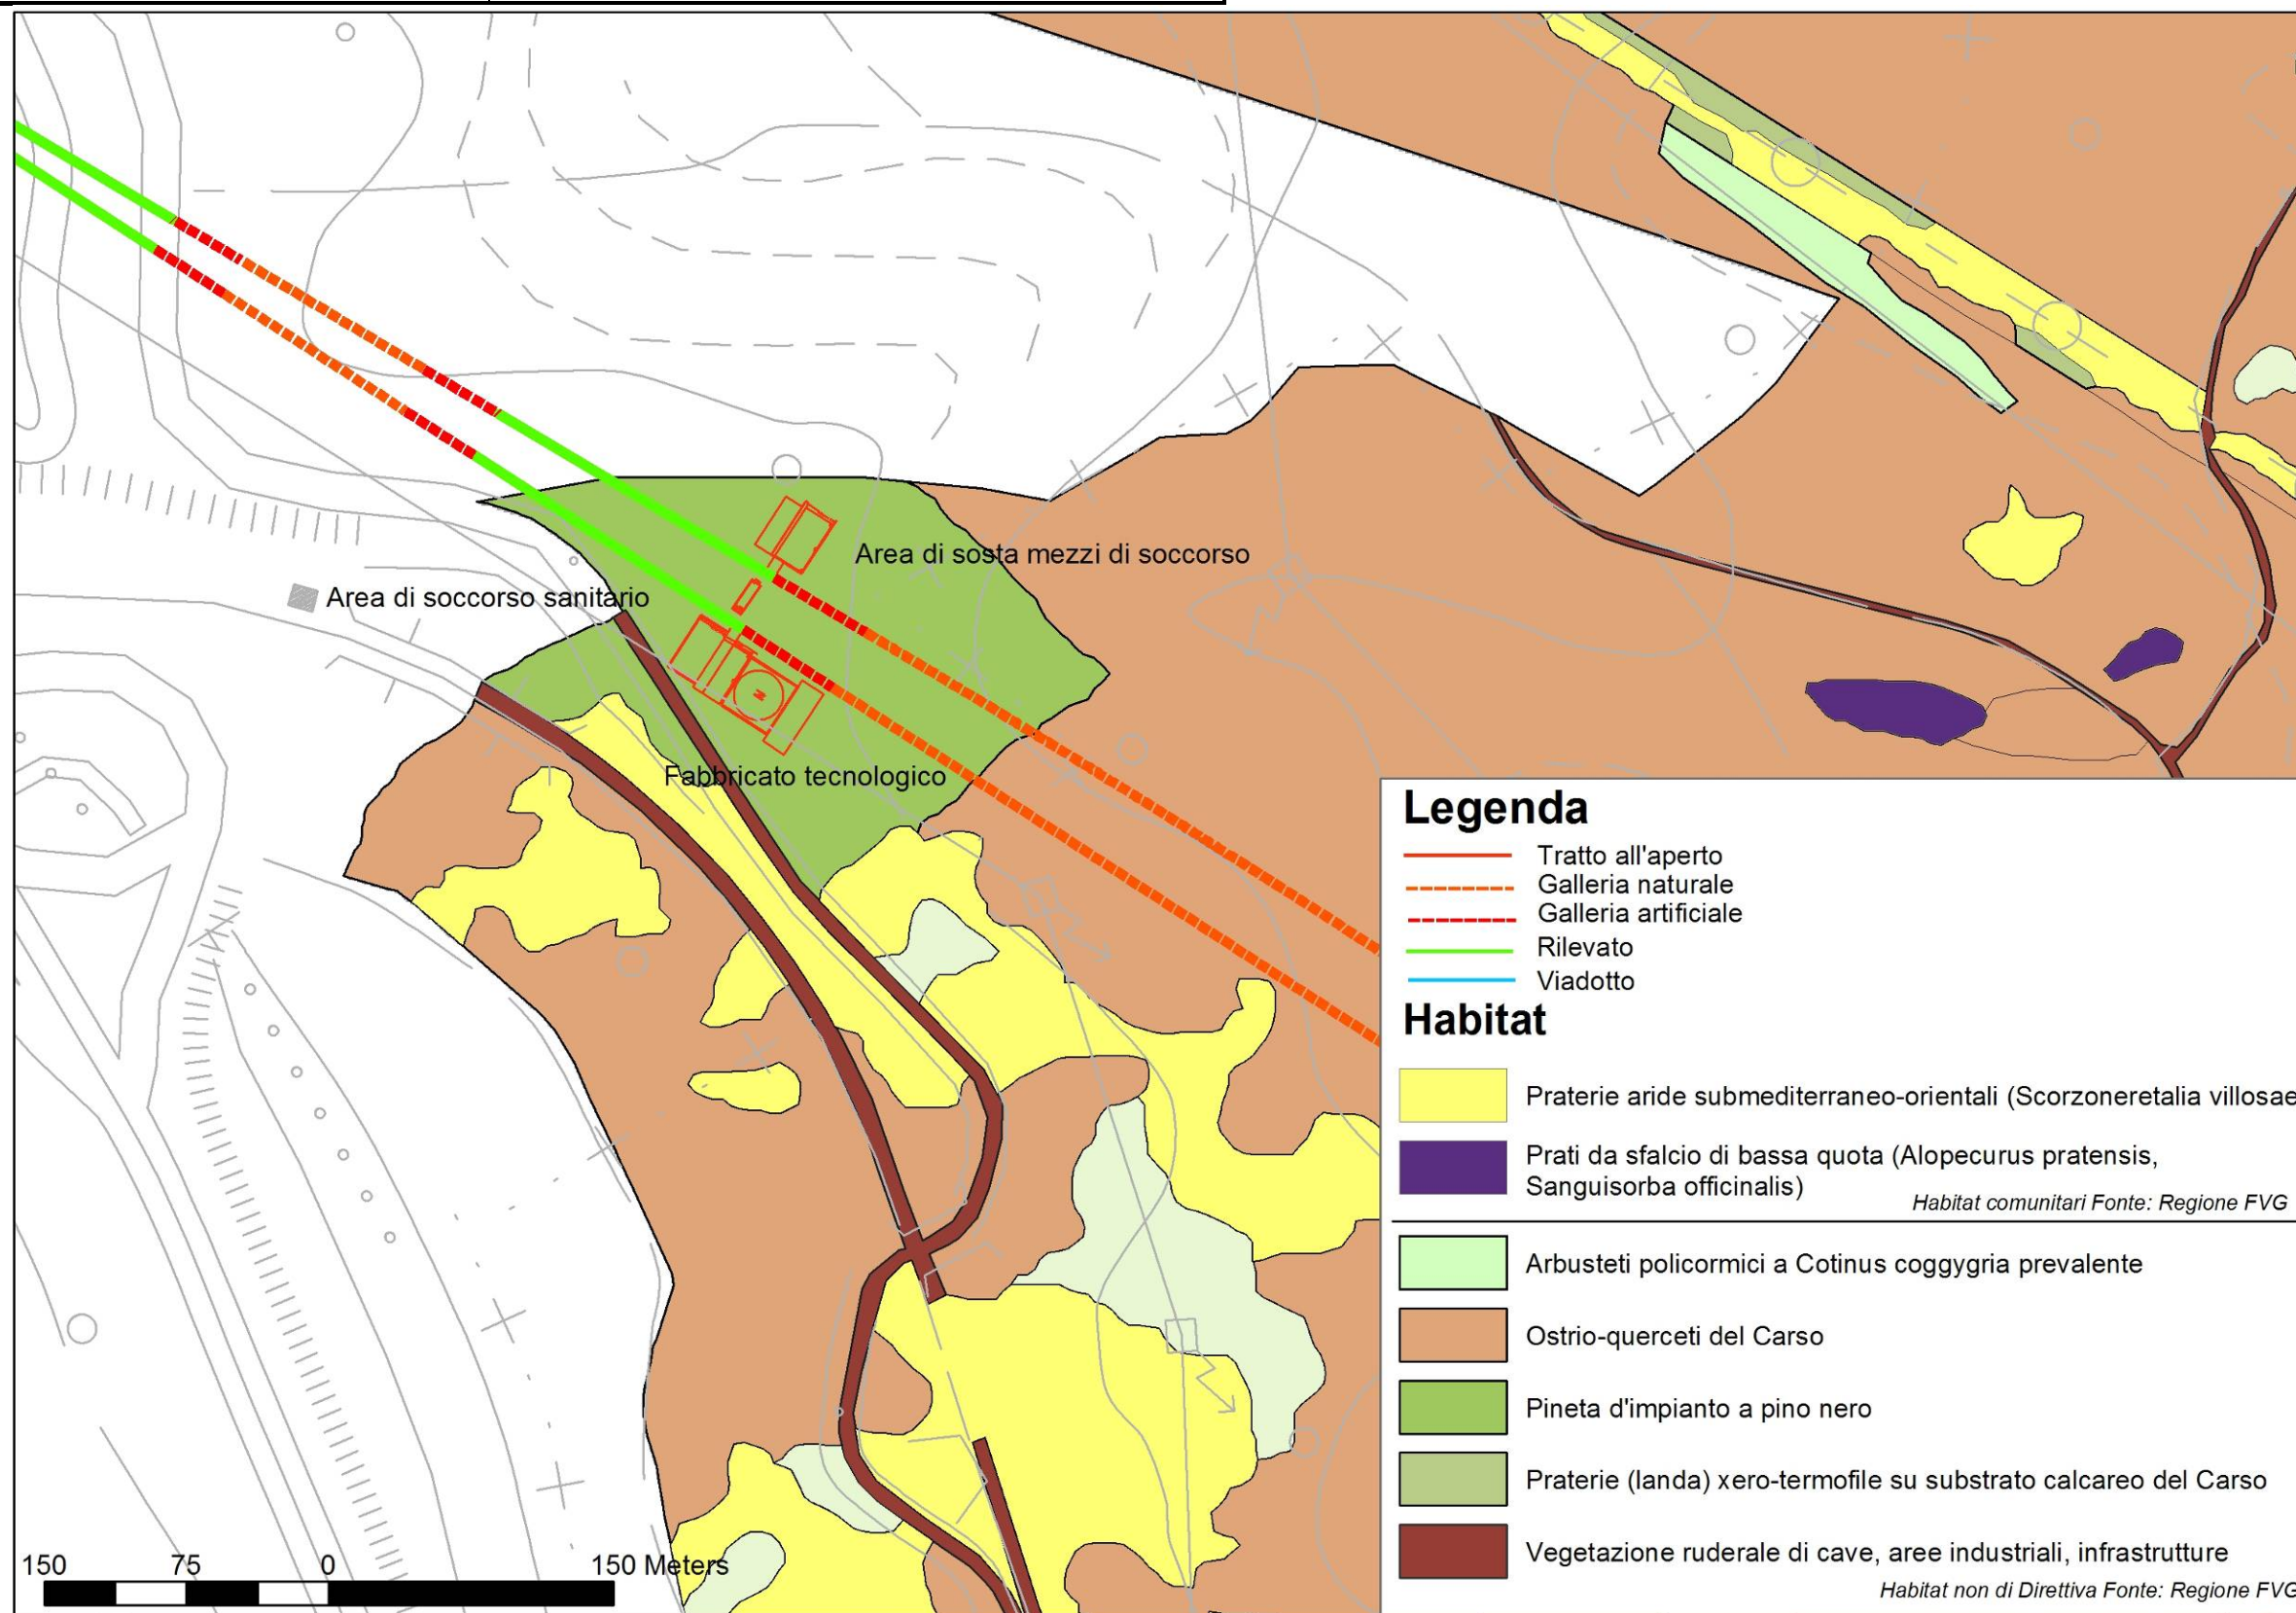 Area di sosta mezzi di soccorso
Area di soccorso sanitario
Fabbricato tecnologico
Legenda
Tratto all'aperto
Galleria naturale
Galleria artificiale
Rilevato
Viadotto
Habitat
Praterie aride submediterraneo-orientali (Scorzoneretalia villosae
Prati da sfalcio di bassa quota (Alopecurus pratensis,
Sanguisorba officinalis)
Habitat comunitari Fonte: Regione FVG
Arbusteti policormici a Cotinus coggygria prevalente
Ostrio-querceti del Carso
Pineta d'impianto a pino nero
Praterie (landa) xero-termofile su substrato calcareo del Carso
Vegetazione ruderale di cave, aree industriali, infrastrutture
Habitat non di Direttiva Fonte: Regione FVG
150 75 0 150 Meters